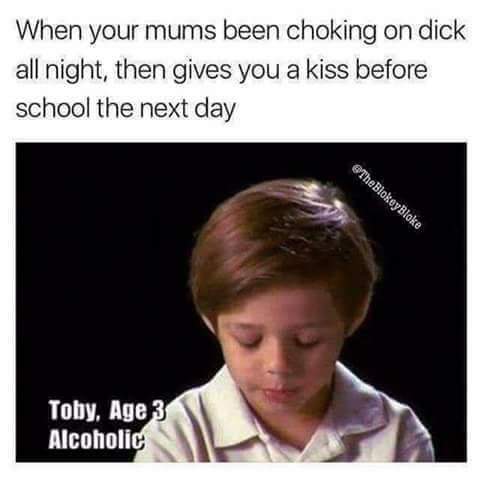 When your mums been choking on dick
all night, then gives you a kiss before
school the next day
@TheBlokeyBloke
Toby, Age 3
Alcoholic